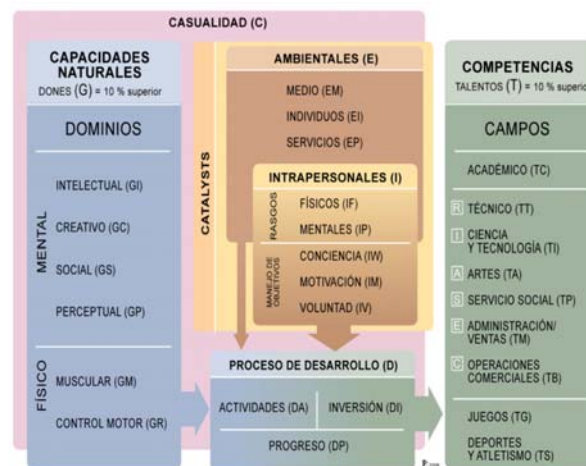 CASUALIDAD (C)
CAPACIDADES
NATURALES
DONES (G) = 10 % superior
DOMINIOS
MENTAL
INTELECTUAL (GI)
CREATIVO (GC)
SOCIAL (GS)
PERCEPTUAL (GP)
FÍSICO
MUSCULAR (GM)
CONTROL MOTOR (GR)
CATALYSTS
AMBIENTALES (E)
MEDIO (EM)
INDIVIDUOS (EI)
SERVICIOS (EP)
INTRAPERSONALES (I)
RASGOS
FÍSICOS (IF)
MENTALES (IP)
MANEJO DE
OBJETIVOS
CONCIENCIA (IW)
MOTIVACIÓN (IM)
VOLUNTAD (IV)
PROCESO DE DESARROLLO (D)
ACTIVIDADES (DA)
INVERSIÓN (DI)
PROGRESO (DP)
COMPETENCIAS
TALENTOS (T) = 10 % superior
CAMPOS
ACADÉMICO (TC)
R TÉCNICO (TT)
I CIENCIA
Y TECNOLOGÍA (TI)
A ARTES (TA)
S SERVICIO SOCIAL (TP)
E ADMINISTRACIÓN/
VENTAS (TM)
C OPERACIONES
COMERCIALES (TB)
JUEGOS (TG)
DEPORTES
Y ATLETISMO (TS)